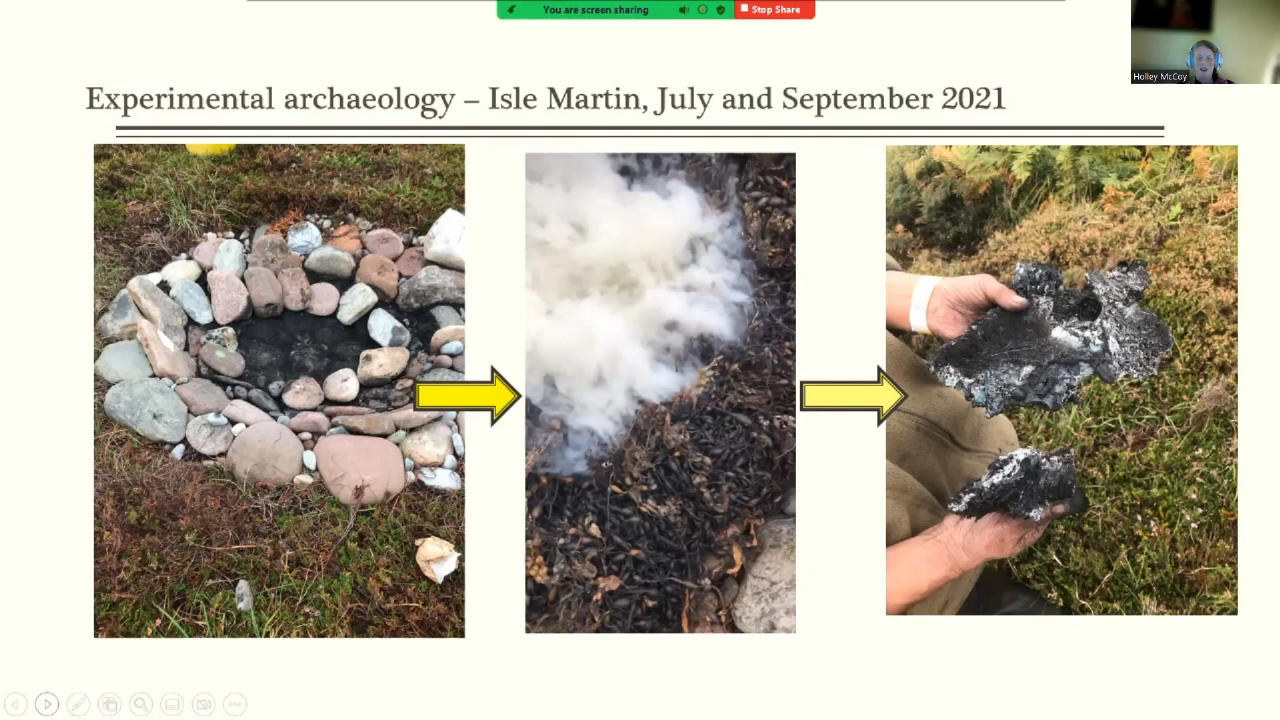 You are screen sharing
Stop Share
Holley McCoy
Experimental archaeology – Isle Martin, July and September 2021